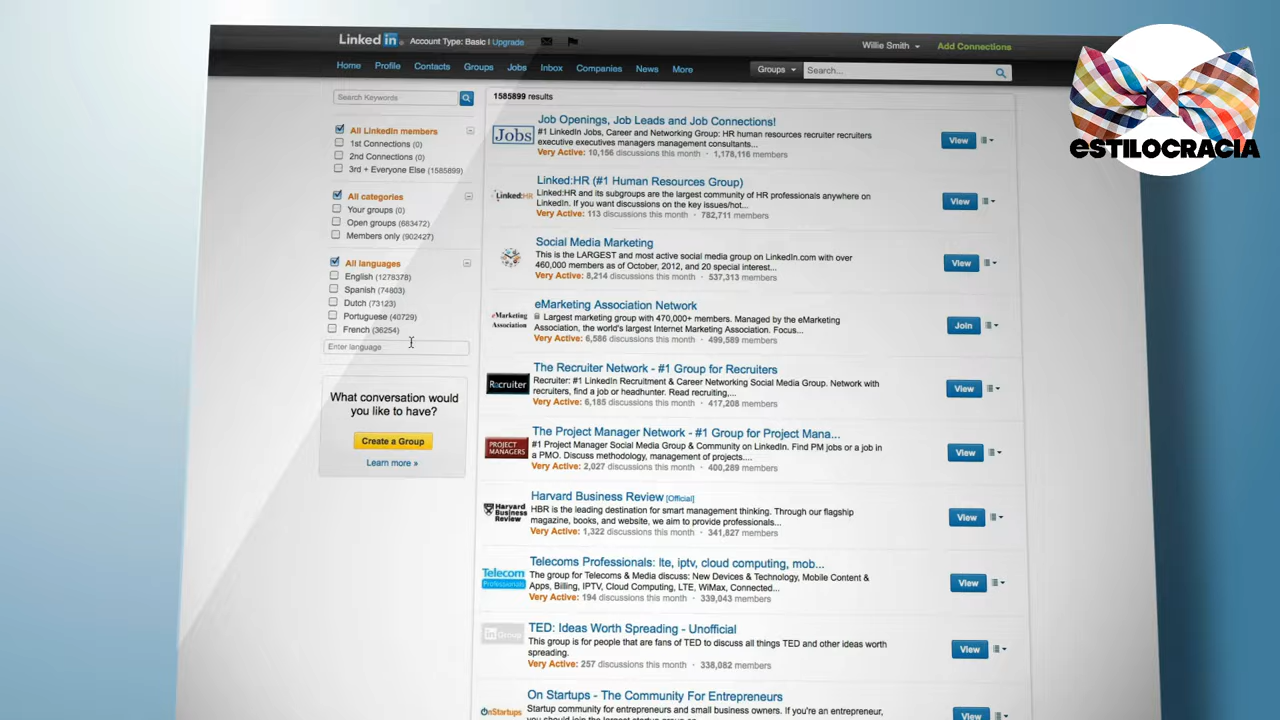 Linked in
Account Type: Basic | Upgrade
Willie Smith
Add Connections
Home Profile Contacts Groups Jobs Inbox Companies News More
Groups
Search...
Search Keywords
All LinkedIn members
1st Connections (0)
2nd Connections (0)
3rd + Everyone Else (1585899)
All categories
Your groups (0)
Open groups (683472)
Members only (902427)
All languages
English (1278378)
Spanish (74803)
Dutch (73123)
Portuguese (40729)
French (36254)
Enter language
What conversation would
you like to have?
Create a Group
Learn more »
1585899 results
Jobs
Job Openings, Job Leads and Job Connections!
#1 LinkedIn Jobs, Career and Networking Group: HR human resources recruiter recruiters
executive executives managers management consultants...
Very Active: 10,156 discussions this month · 1,178,116 members
View
Linked:HR
Linked:HR (#1 Human Resources Group)
Linked:HR and its subgroups are the largest community of HR professionals anywhere on
LinkedIn. If you want discussions on the key issues/hot...
Very Active: 113 discussions this month · 782,711 members
View
Social Media Marketing
This is the LARGEST and most active social media group on LinkedIn.com with over
460,000 members as of October, 2012, and 20 special interest...
Very Active: 8,214 discussions this month · 537,313 members
View
eMarketing
Association
eMarketing Association Network
Largest marketing group with 470,000+ members. Managed by the eMarketing
Association, the world's largest Internet Marketing Association. Focus...
Very Active: 6,586 discussions this month · 499,589 members
Join
Recruiter
The Recruiter Network - #1 Group for Recruiters
Recruiter: #1 LinkedIn Recruitment & Career Networking Social Media Group. Network with
recruiters, find a job or headhunter. Read recruiting,...
Very Active: 6,185 discussions this month · 417,208 members
View
PROJECT
MANAGERS
The Project Manager Network - #1 Group for Project Mana...
#1 Project Manager Social Media Group & Community on LinkedIn. Find PM jobs or a job in
a PMO. Discuss methodology, management of projects....
Very Active: 2,027 discussions this month · 400,289 members
View
Harvard
Business
Review
Harvard Business Review [Official]
HBR is the leading destination for smart management thinking. Through our flagship
magazine, books, and website, we aim to provide professionals...
Very Active: 1,322 discussions this month · 341,827 members
View
Telecom
Professionals
Telecoms Professionals: lte, iptv, cloud computing, mob...
The group for Telecoms & Media discuss: New Devices & Technology, Mobile Content &
Apps, Billing, IPTV, Cloud Computing, LTE, WiMax, Connected...
Very Active: 194 discussions this month · 339,043 members
View
in Group
TED: Ideas Worth Spreading - Unofficial
This group is for people that are fans of TED to discuss all things TED and other ideas worth
spreading.
Very Active: 257 discussions this month · 338,082 members
View
OnStartups
On Startups - The Community For Entrepreneurs
Startup community for entrepreneurs and small business owners. If you're an entrepreneur,
View
ESTILOCRACIA